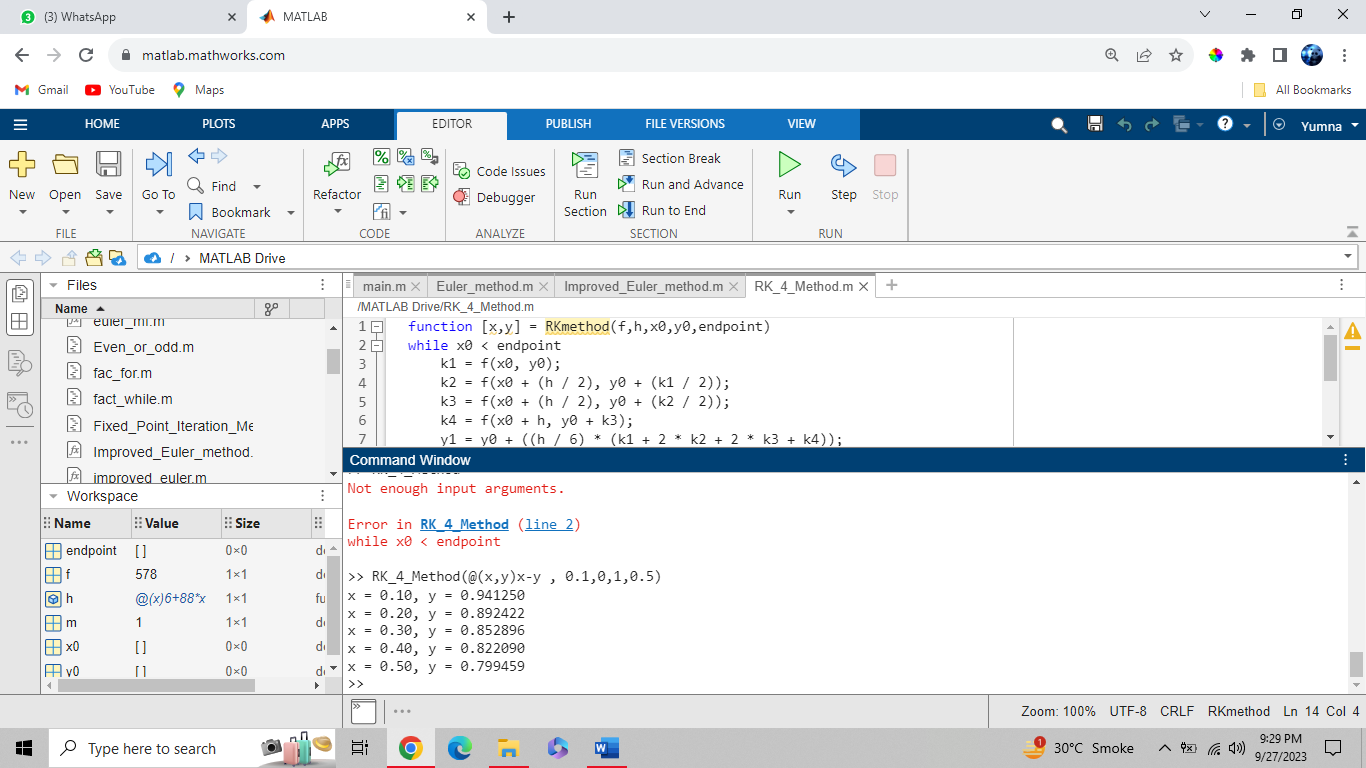 (3) WhatsApp
MATLAB
matlab.mathworks.com
Gmail YouTube Maps All Bookmarks
HOME PLOTS APPS EDITOR PUBLISH FILE VERSIONS VIEW Yumna
New Open Save Go To Find Bookmark Refactor Code Issues Debugger Run Section Section Break Run and Advance Run to End Run Step Stop
FILE NAVIGATE CODE ANALYZE SECTION RUN
/ › MATLAB Drive
Files
Name
Even_or_odd.m
fac_for.m
fact_while.m
Fixed_Point_Iteration_Me
Improved_Euler_method.
improved_euler.m
Workspace
Name Value Size
endpoint [ ] 0×0
f 578 1×1
h @(x)6+88*x 1×1 fu
m 1 1×1
x0 [ ] 0×0
y0 [ ] 0×0
main.m Euler_method.m Improved_Euler_method.m RK_4_Method.m
/MATLAB Drive/RK_4_Method.m
1 function [x,y] = RKmethod(f,h,x0,y0,endpoint)
2 while x0 < endpoint
3 k1 = f(x0, y0);
4 k2 = f(x0 + (h / 2), y0 + (k1 / 2));
5 k3 = f(x0 + (h / 2), y0 + (k2 / 2));
6 k4 = f(x0 + h, y0 + k3);
7 y1 = y0 + ((h / 6) * (k1 + 2 * k2 + 2 * k3 + k4));
Command Window
Not enough input arguments.
Error in RK_4_Method (line 2)
while x0 < endpoint
>> RK_4_Method(@(x,y)x-y , 0.1,0,1,0.5)
x = 0.10, y = 0.941250
x = 0.20, y = 0.892422
x = 0.30, y = 0.852896
x = 0.40, y = 0.822090
x = 0.50, y = 0.799459
>>
Zoom: 100% UTF-8 CRLF RKmethod Ln 14 Col 4
Type here to search
1 30°C Smoke
9:29 PM
9/27/2023